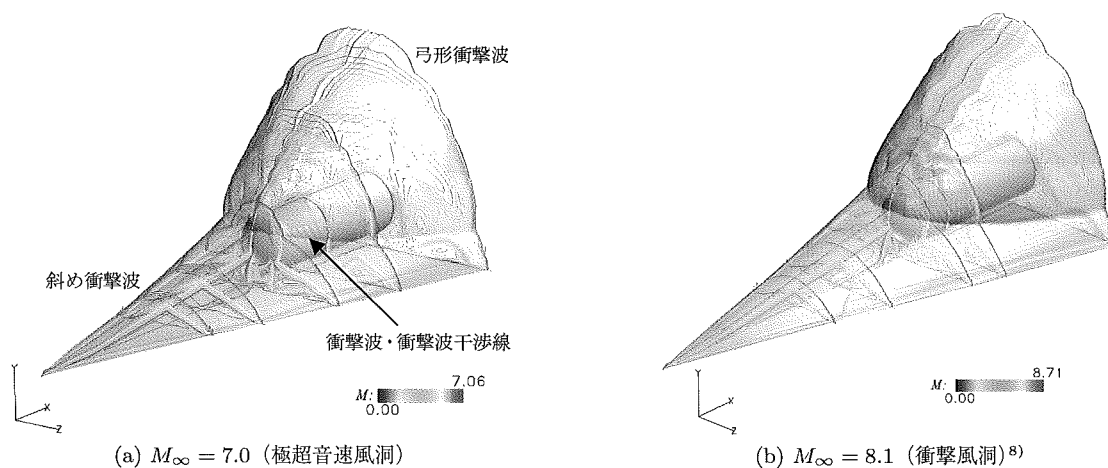 弓形衝撃波
斜め衝撃波
衝撃波・衝撃波干渉線
Y
X
Z
M:
7.06
0.00
(a) M∞ = 7.0(極超音速風洞)
Y
X
Z
M:
8.71
0.00
(b) M∞ = 8.1(衝撃風洞)8)